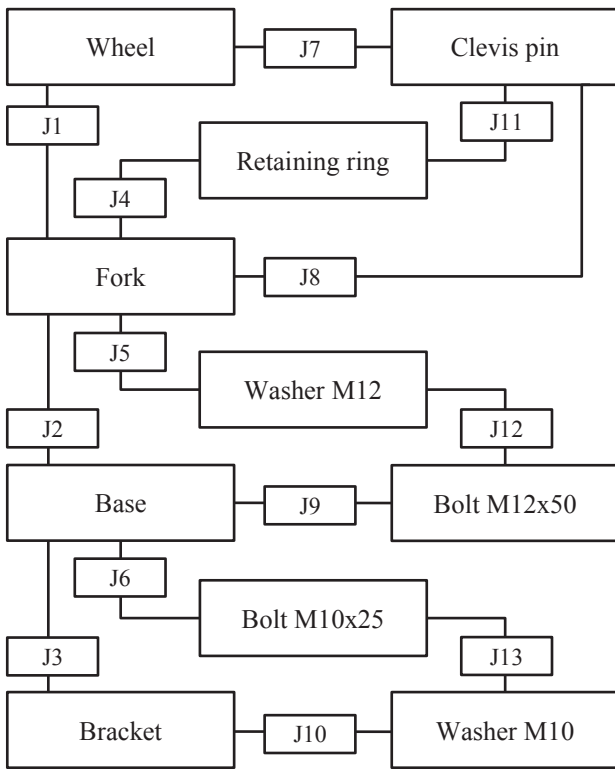 Wheel
J7
Clevis pin
J1
J11
Retaining ring
J4
Fork
J8
J5
Washer M12
J2
J12
Base
J9
Bolt M12x50
J6
Bolt M10x25
J3
J13
Bracket
J10
Washer M10